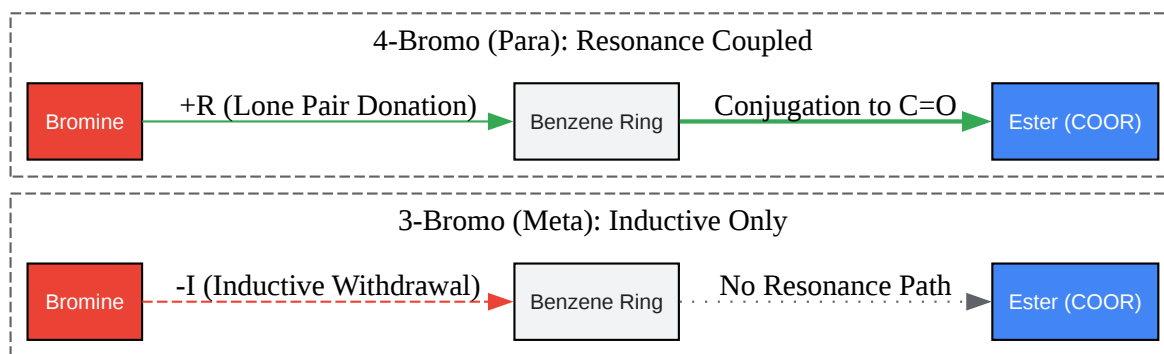 4-Bromo (Para): Resonance Coupled
Bromine
+R (Lone Pair Donation)
Benzene Ring
Conjugation to C=O
Ester (COOR)
3-Bromo (Meta): Inductive Only
Bromine
-I (Inductive Withdrawal)
Benzene Ring
No Resonance Path
Ester (COOR)